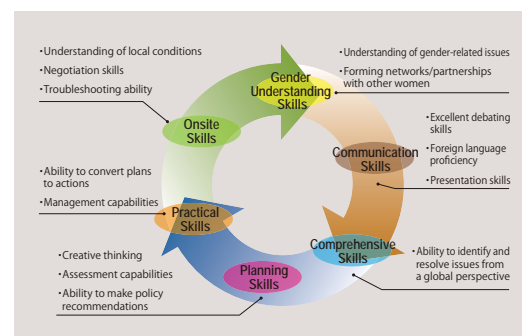 ・Understanding of local conditions
・Negotiation skills
・Troubleshooting ability
Onsite
Skills
Gender
Understanding
Skills
・Understanding of gender-related issues
・Forming networks/partnerships
with other women
・Excellent debating
skills
・Foreign language
proficiency
・Presentation skills
Communication
Skills
・Ability to convert plans
to actions
・Management capabilities
Practical
Skills
Comprehensive
Skills
・Ability to identify and
resolve issues from
a global perspective
・Creative thinking
・Assessment capabilities
・Ability to make policy
recommendations
Planning
Skills